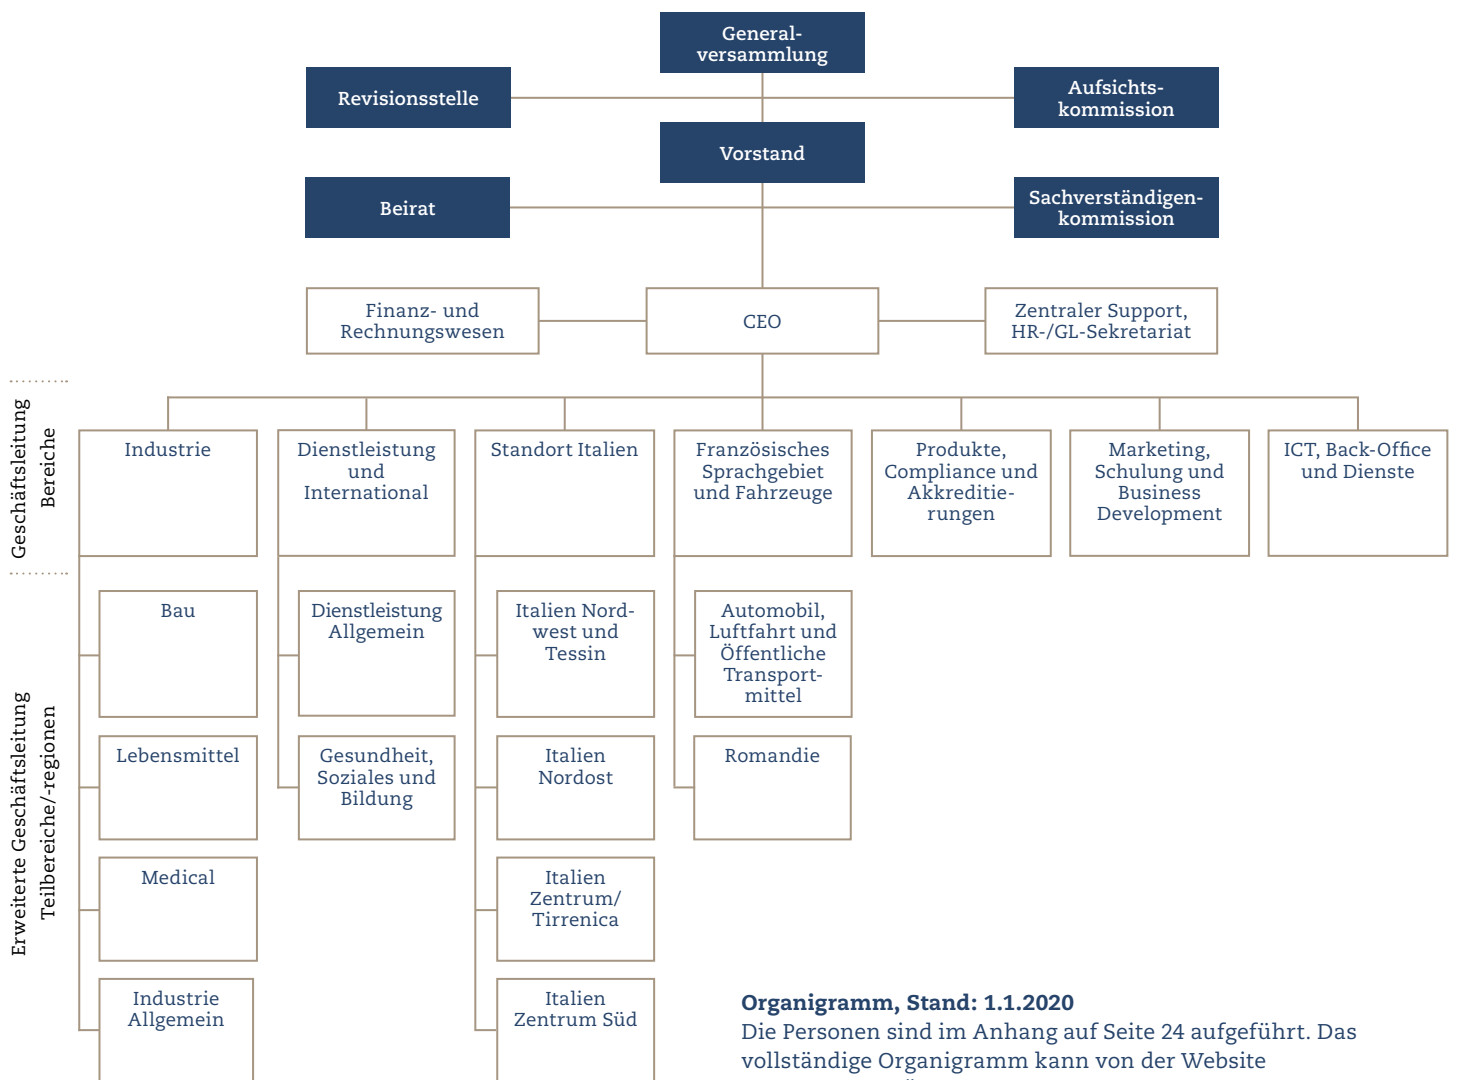 General-
versammlung
Revisionsstelle
Aufsichts-
kommission
Vorstand
Beirat
Sachverständigen-
kommission
Finanz- und
Rechnungswesen
CEO
Zentraler Support,
HR-/GL-Sekretariat
Geschäftsleitung
Bereiche
Industrie
Dienstleistung
und
International
Standort Italien
Französisches
Sprachgebiet
und Fahrzeuge
Produkte,
Compliance und
Akkreditie-
rungen
Marketing,
Schulung und
Business
Development
ICT, Back-Office
und Dienste
Erweiterte Geschäftsleitung
Teilbereiche/-regionen
Bau
Dienstleistung
Allgemein
Italien Nord-
west und
Tessin
Automobil,
Luftfahrt und
Öffentliche
Transport-
mittel
Lebensmittel
Gesundheit,
Soziales und
Bildung
Italien
Nordost
Romandie
Medical
Italien
Zentrum/
Tirrenica
Industrie
Allgemein
Italien
Zentrum Süd
Organigramm, Stand: 1.1.2020
Die Personen sind im Anhang auf Seite 24 aufgeführt. Das
vollständige Organigramm kann von der Website